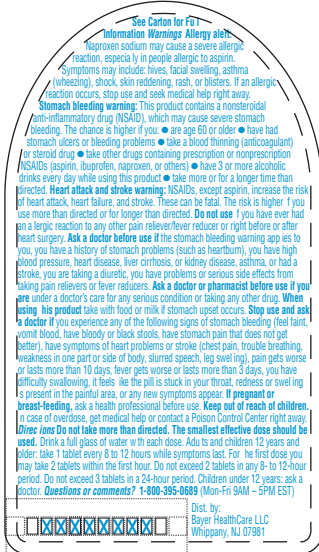 See Carton for Fu l
Information Warnings Allergy alert:
Naproxen sodium may cause a severe allergic
reaction, especia ly in people allergic to aspirin.
Symptoms may include: hives, facial swelling, asthma
(wheezing), shock, skin reddening, rash, or blisters. If an allergic
reaction occurs, stop use and seek medical help right away.
Stomach bleeding warning: This product contains a nonsteroidal
anti-inflammatory drug (NSAID), which may cause severe stomach
bleeding. The chance is higher if you: ● are age 60 or older ● have had
stomach ulcers or bleeding problems ● take a blood thinning (anticoagulant)
or steroid drug ● take other drugs containing prescription or nonprescription
NSAIDs (aspirin, ibuprofen, naproxen, or others) ● have 3 or more alcoholic
drinks every day while using this product ● take more or for a longer time than
directed. Heart attack and stroke warning: NSAIDs, except aspirin, increase the risk
of heart attack, heart failure, and stroke. These can be fatal. The risk is higher f you
use more than directed or for longer than directed. Do not use f you have ever had
an a lergic reaction to any other pain reliever/fever reducer or right before or after
heart surgery. Ask a doctor before use if the stomach bleeding warning app ies to
you, you have a history of stomach problems (such as heartburn), you have high
blood pressure, heart disease, liver cirrhosis, or kidney disease, asthma, or had a
stroke, you are taking a diuretic, you have problems or serious side effects from
taking pain relievers or fever reducers. Ask a doctor or pharmacist before use if you
are under a doctor's care for any serious condition or taking any other drug. When
using his product take with food or milk if stomach upset occurs. Stop use and ask
a doctor if you experience any of the following signs of stomach bleeding (feel faint,
vomit blood, have bloody or black stools, have stomach pain that does not get
better), have symptoms of heart problems or stroke (chest pain, trouble breathing,
weakness in one part or side of body, slurred speech, leg swel ing), pain gets worse
or lasts more than 10 days, fever gets worse or lasts more than 3 days, you have
difficulty swallowing, it feels ike the pill is stuck in your throat, redness or swel ing
s present in the painful area, or any new symptoms appear. If pregnant or
breast-feeding, ask a health professional before use. Keep out of reach of children.
n case of overdose, get medical help or contact a Poison Control Center right away.
Direc ions Do not take more than directed. The smallest effective dose should be
used. Drink a full glass of water w th each dose. Adu ts and children 12 years and
older: take 1 tablet every 8 to 12 hours while symptoms last. For the first dose you
may take 2 tablets within the first hour. Do not exceed 2 tablets in any 8- to 12-hour
period. Do not exceed 3 tablets in a 24-hour period. Children under 12 years: ask a
doctor. Questions or comments? 1-800-395-0689 (Mon-Fri 9AM – 5PM EST)
Dist. by:
Bayer HealthCare LLC
Whippany, NJ 07981
XXXXXXXX